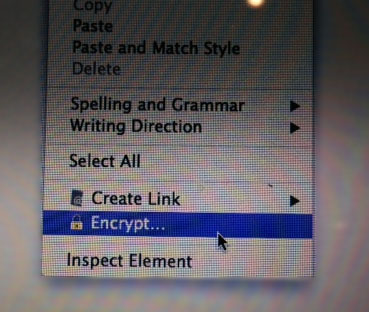 Copy
Paste
Paste and Match Style
Delete
Spelling and Grammar
Writing Direction
Select All
Create Link
Encrypt...
Inspect Element